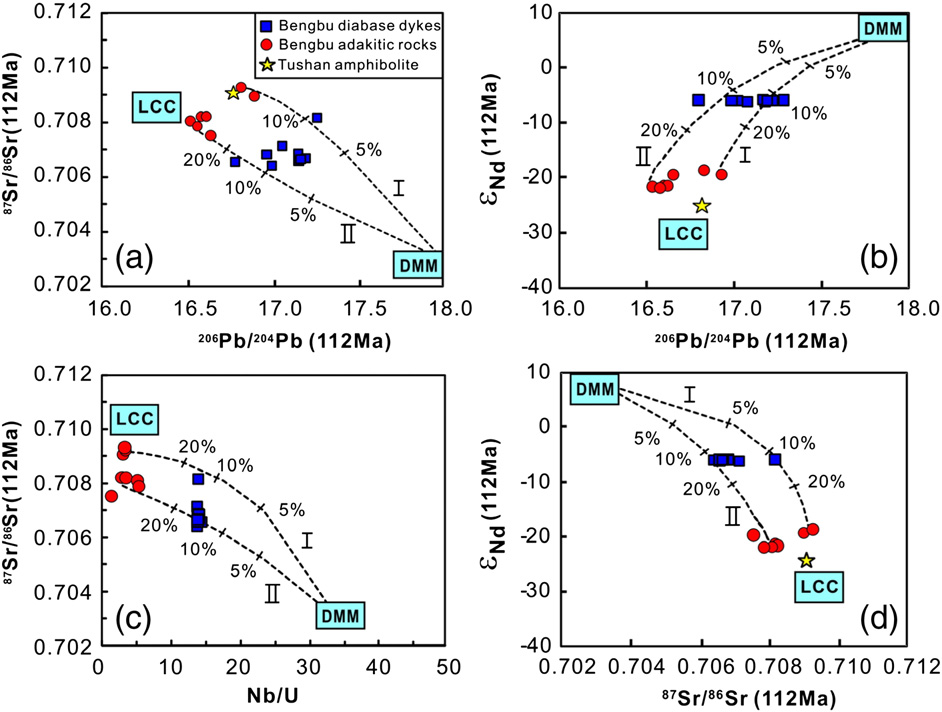 0.712
0.710
0.708
0.706
0.704
0.702
⁸⁷Sr/⁸⁶Sr(112Ma)
Bengbu diabase dykes
Bengbu adakitic rocks
Tushan amphibolite
LCC
10%
5%
20%
10%
5%
I
II
DMM
(a)
16.0
16.5
17.0
17.5
18.0
²⁰⁶Pb/²⁰⁴Pb (112Ma)
10
0
-10
-20
-30
-40
εNd(112Ma)
DMM
5%
5%
10%
10%
20%
20%
II
I
LCC
(b)
16.0
16.5
17.0
17.5
18.0
²⁰⁶Pb/²⁰⁴Pb (112Ma)
0.712
0.710
0.708
0.706
0.704
0.702
⁸⁷Sr/⁸⁶Sr(112Ma)
LCC
20%
10%
5%
20%
10%
5%
I
II
DMM
(c)
0
10
20
30
40
50
Nb/U
10
0
-10
-20
-30
-40
εNd(112Ma)
DMM
I
5%
5%
10%
10%
20%
20%
II
LCC
(d)
0.702
0.704
0.706
0.708
0.710
0.712
⁸⁷Sr/⁸⁶Sr (112Ma)